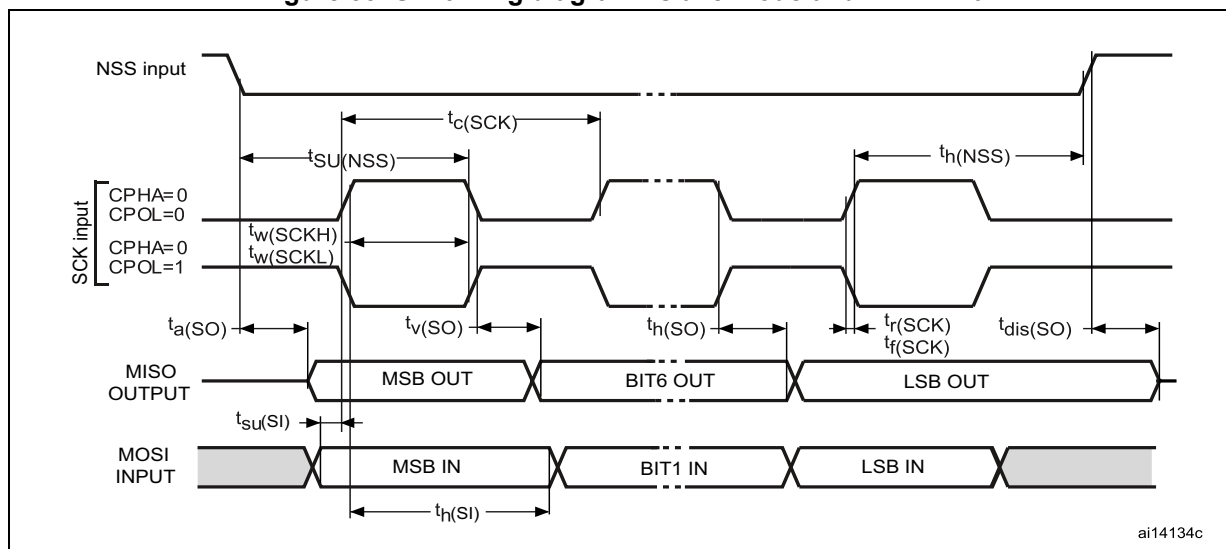 NSS input
tc(SCK)
tSU(NSS)
th(NSS)
SCK input
CPHA=0
CPOL=0
tw(SCKH)
CPHA=0
tw(SCKL)
CPOL=1
ta(SO)
tv(SO)
th(SO)
tr(SCK)
tf(SCK)
tdis(SO)
MISO
OUTPUT
MSB OUT
BIT6 OUT
LSB OUT
tsu(SI)
MOSI
INPUT
MSB IN
BIT1 IN
LSB IN
th(SI)
ai14134c